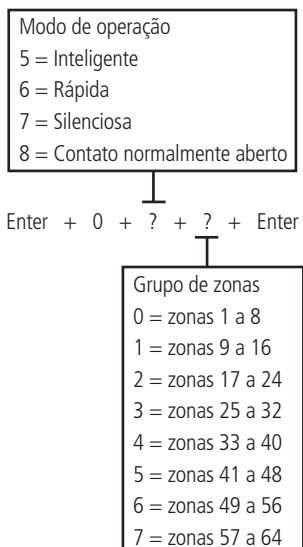 Modo de operação
5 = Inteligente
6 = Rápida
7 = Silenciosa
8 = Contato normalmente aberto
Enter + 0 + ? + ? + Enter
Grupo de zonas
0 = zonas 1 a 8
1 = zonas 9 a 16
2 = zonas 17 a 24
3 = zonas 25 a 32
4 = zonas 33 a 40
5 = zonas 41 a 48
6 = zonas 49 a 56
7 = zonas 57 a 64